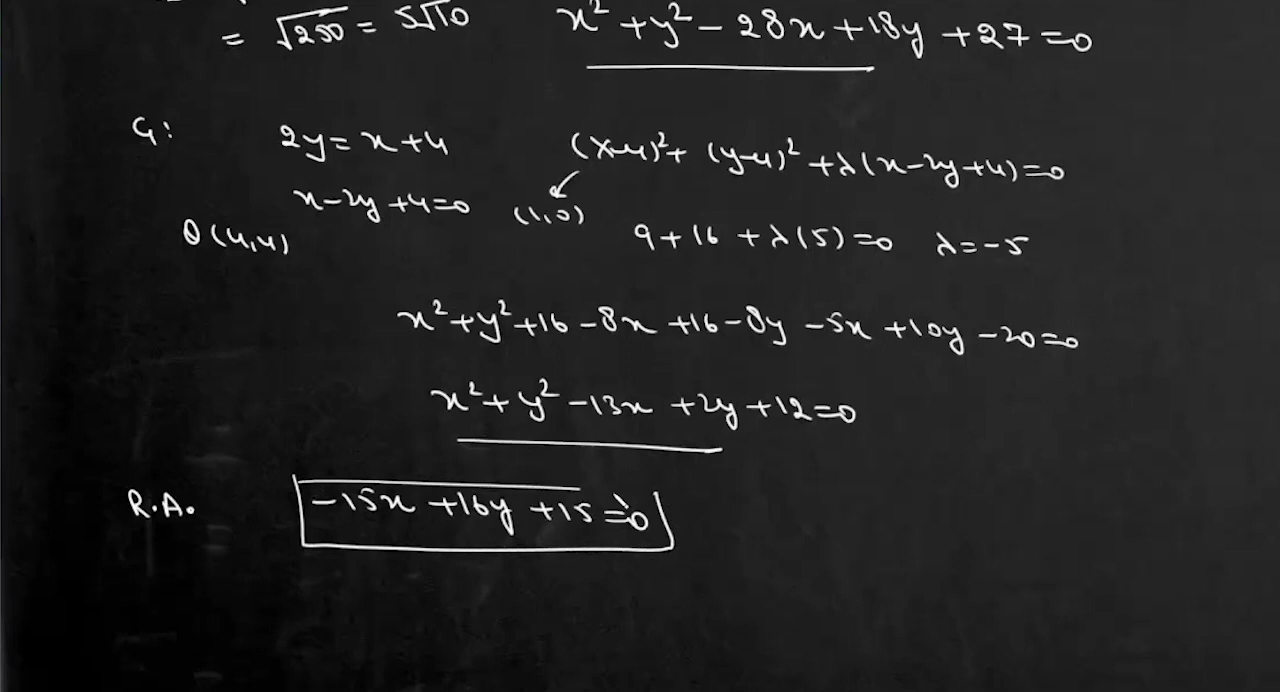 = √250 = 5√10 x² + y² - 28x + 18y + 27 = 0
G: 2y = x + 4 (x-4)² + (y-4)² + λ(x-2y+4) = 0
x - 2y + 4 = 0 (1,0)
θ(4,4) 9 + 16 + λ(5) = 0 λ = -5
x² + y² + 16 - 8x + 16 - 8y - 5x + 10y - 20 = 0
x² + y² - 13x + 2y + 12 = 0
R.A. -15x + 16y + 15 = 0